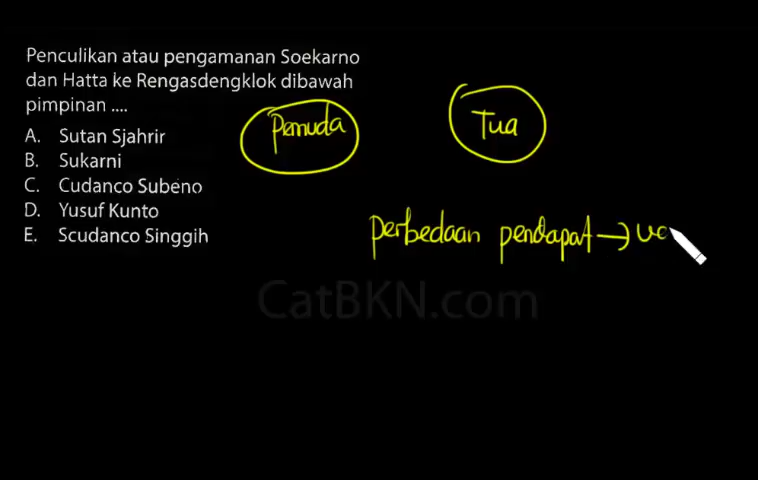 Penculikan atau pengamanan Soekarno
dan Hatta ke Rengasdengklok dibawah
pimpinan ....
A. Sutan Sjahrir
B. Sukarni
C. Cudanco Subeno
D. Yusuf Kunto
E. Scudanco Singgih
Pemuda
Tua
perbedaan pendapat →
CatBKN.com